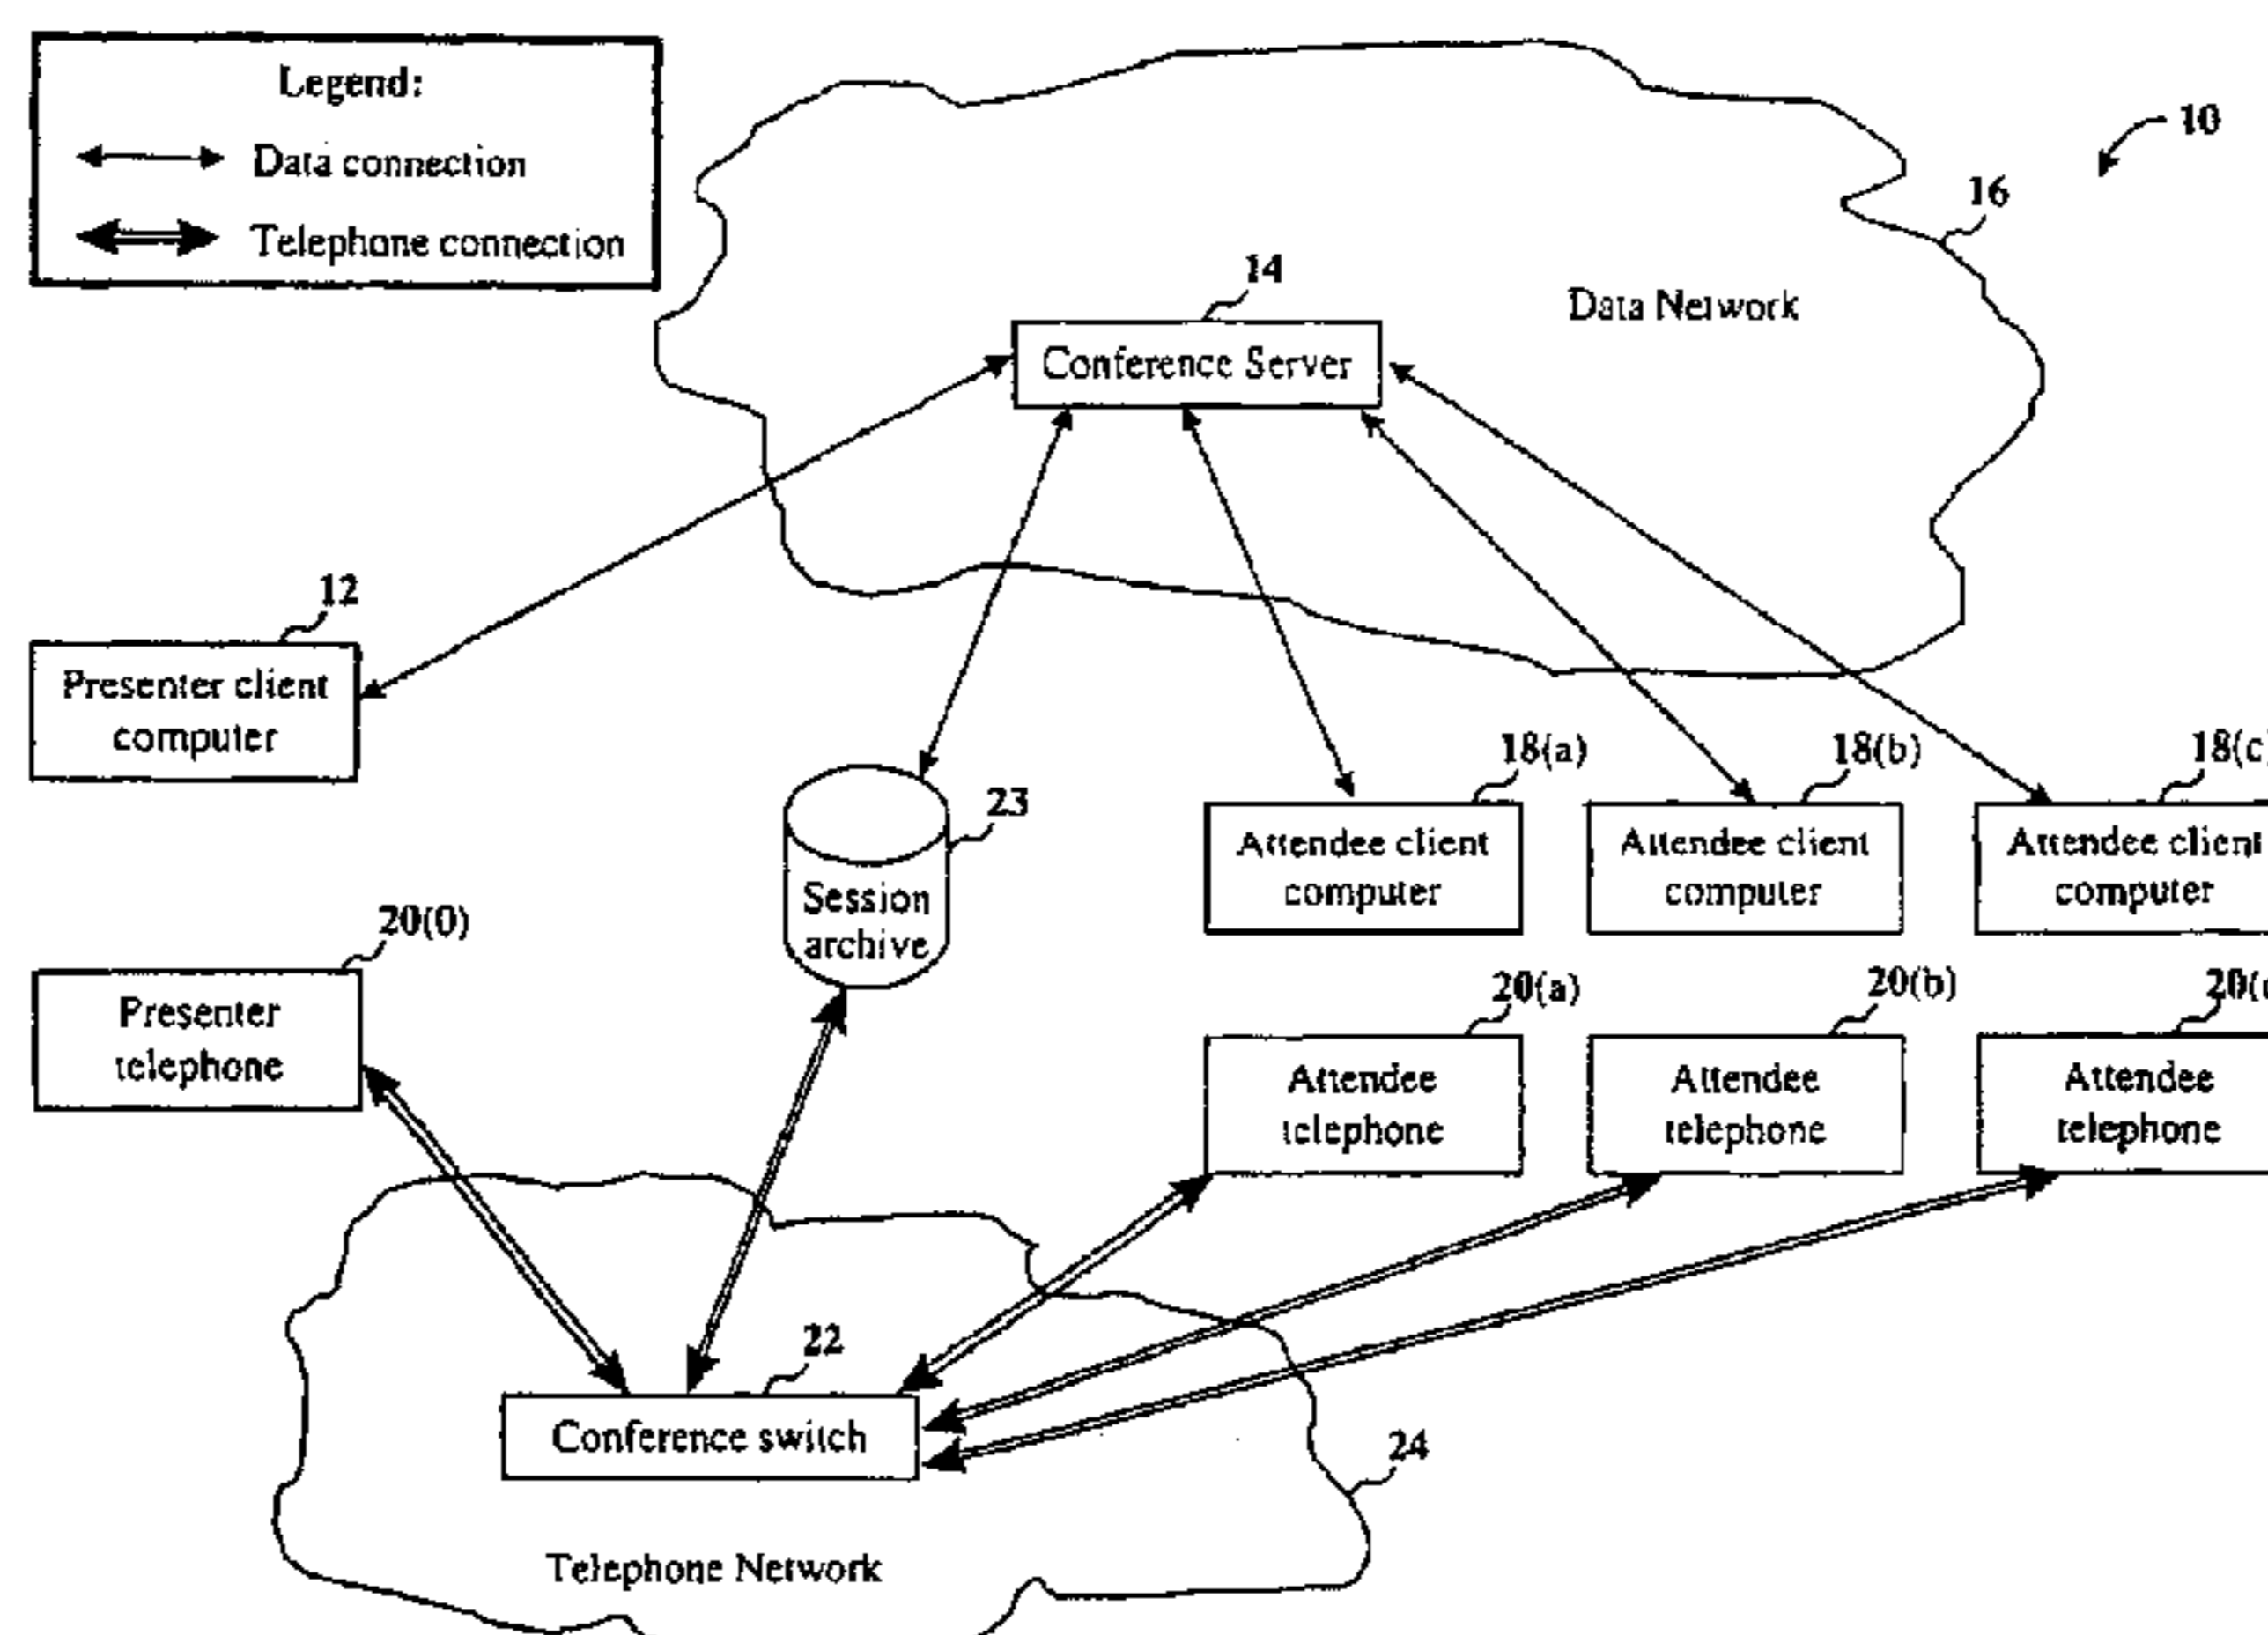 Legend:
Data connection
Telephone connection
10
16
14
Data Network
Conference Server
12
Presenter client
computer
18(a)
18(b)
18(c
23
Attendee client
computer
Attendee client
computer
Attendee client
computer
Session
archive
20(0)
Presenter
telephone
20(a)
20(b)
20(c
Attendee
telephone
Attendee
telephone
Attendee
telephone
22
Conference switch
24
Telephone Network